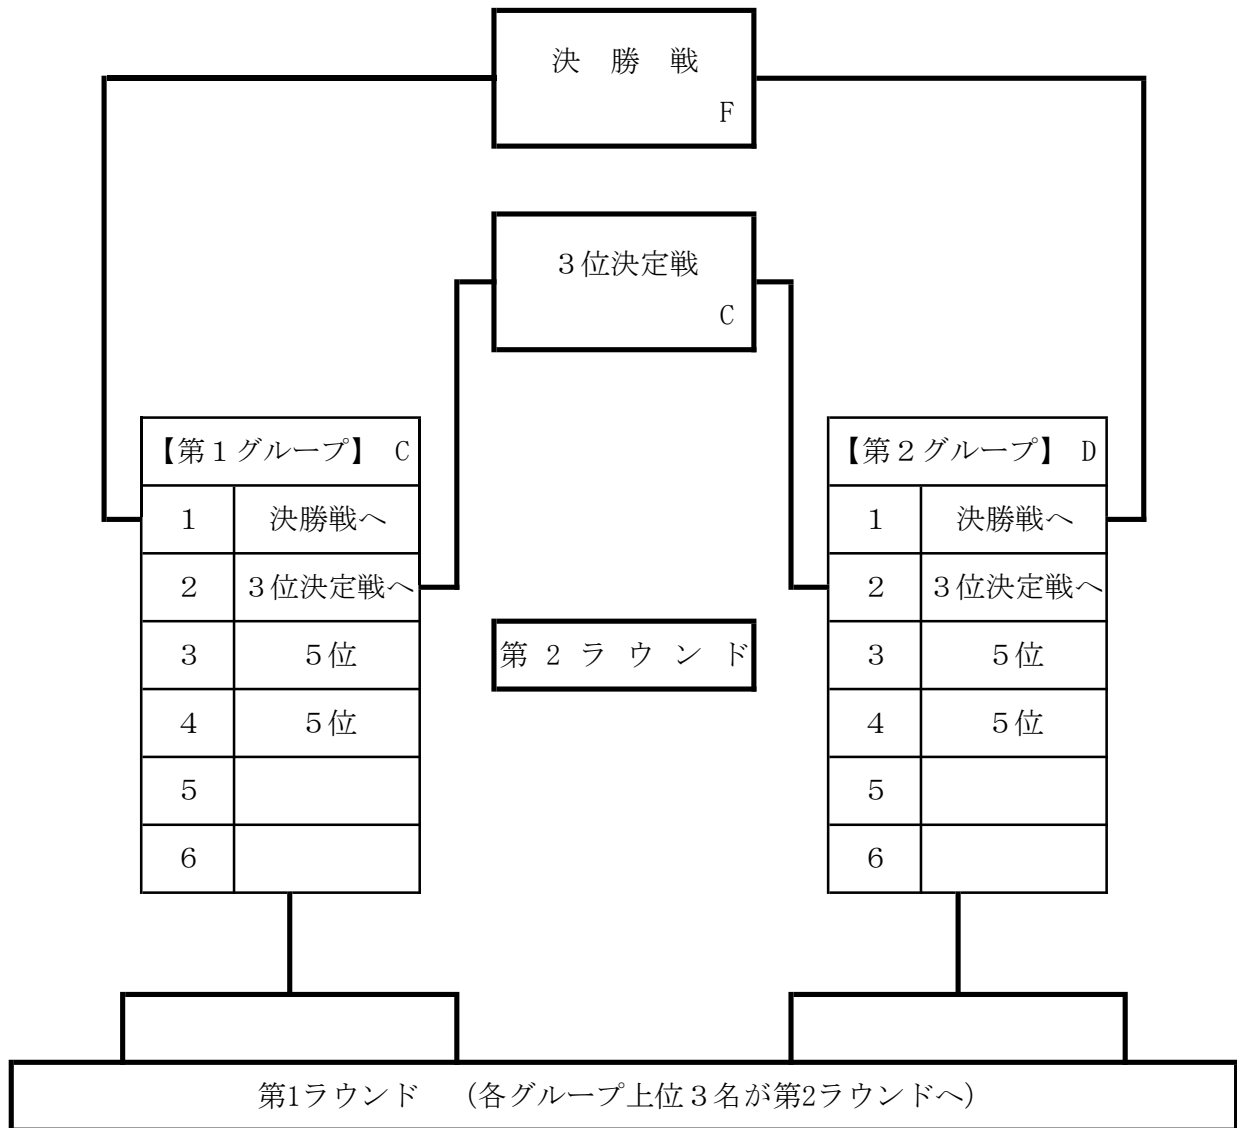 決 勝 戦
F
３位決定戦
C
【第１グループ】 C
1 決勝戦へ
2 ３位決定戦へ
3 ５位
4 ５位
5
6
第 2 ラ ウ ン ド
【第２グループ】 D
1 決勝戦へ
2 ３位決定戦へ
3 ５位
4 ５位
5
6
第1ラウンド （各グループ上位３名が第2ラウンドへ）